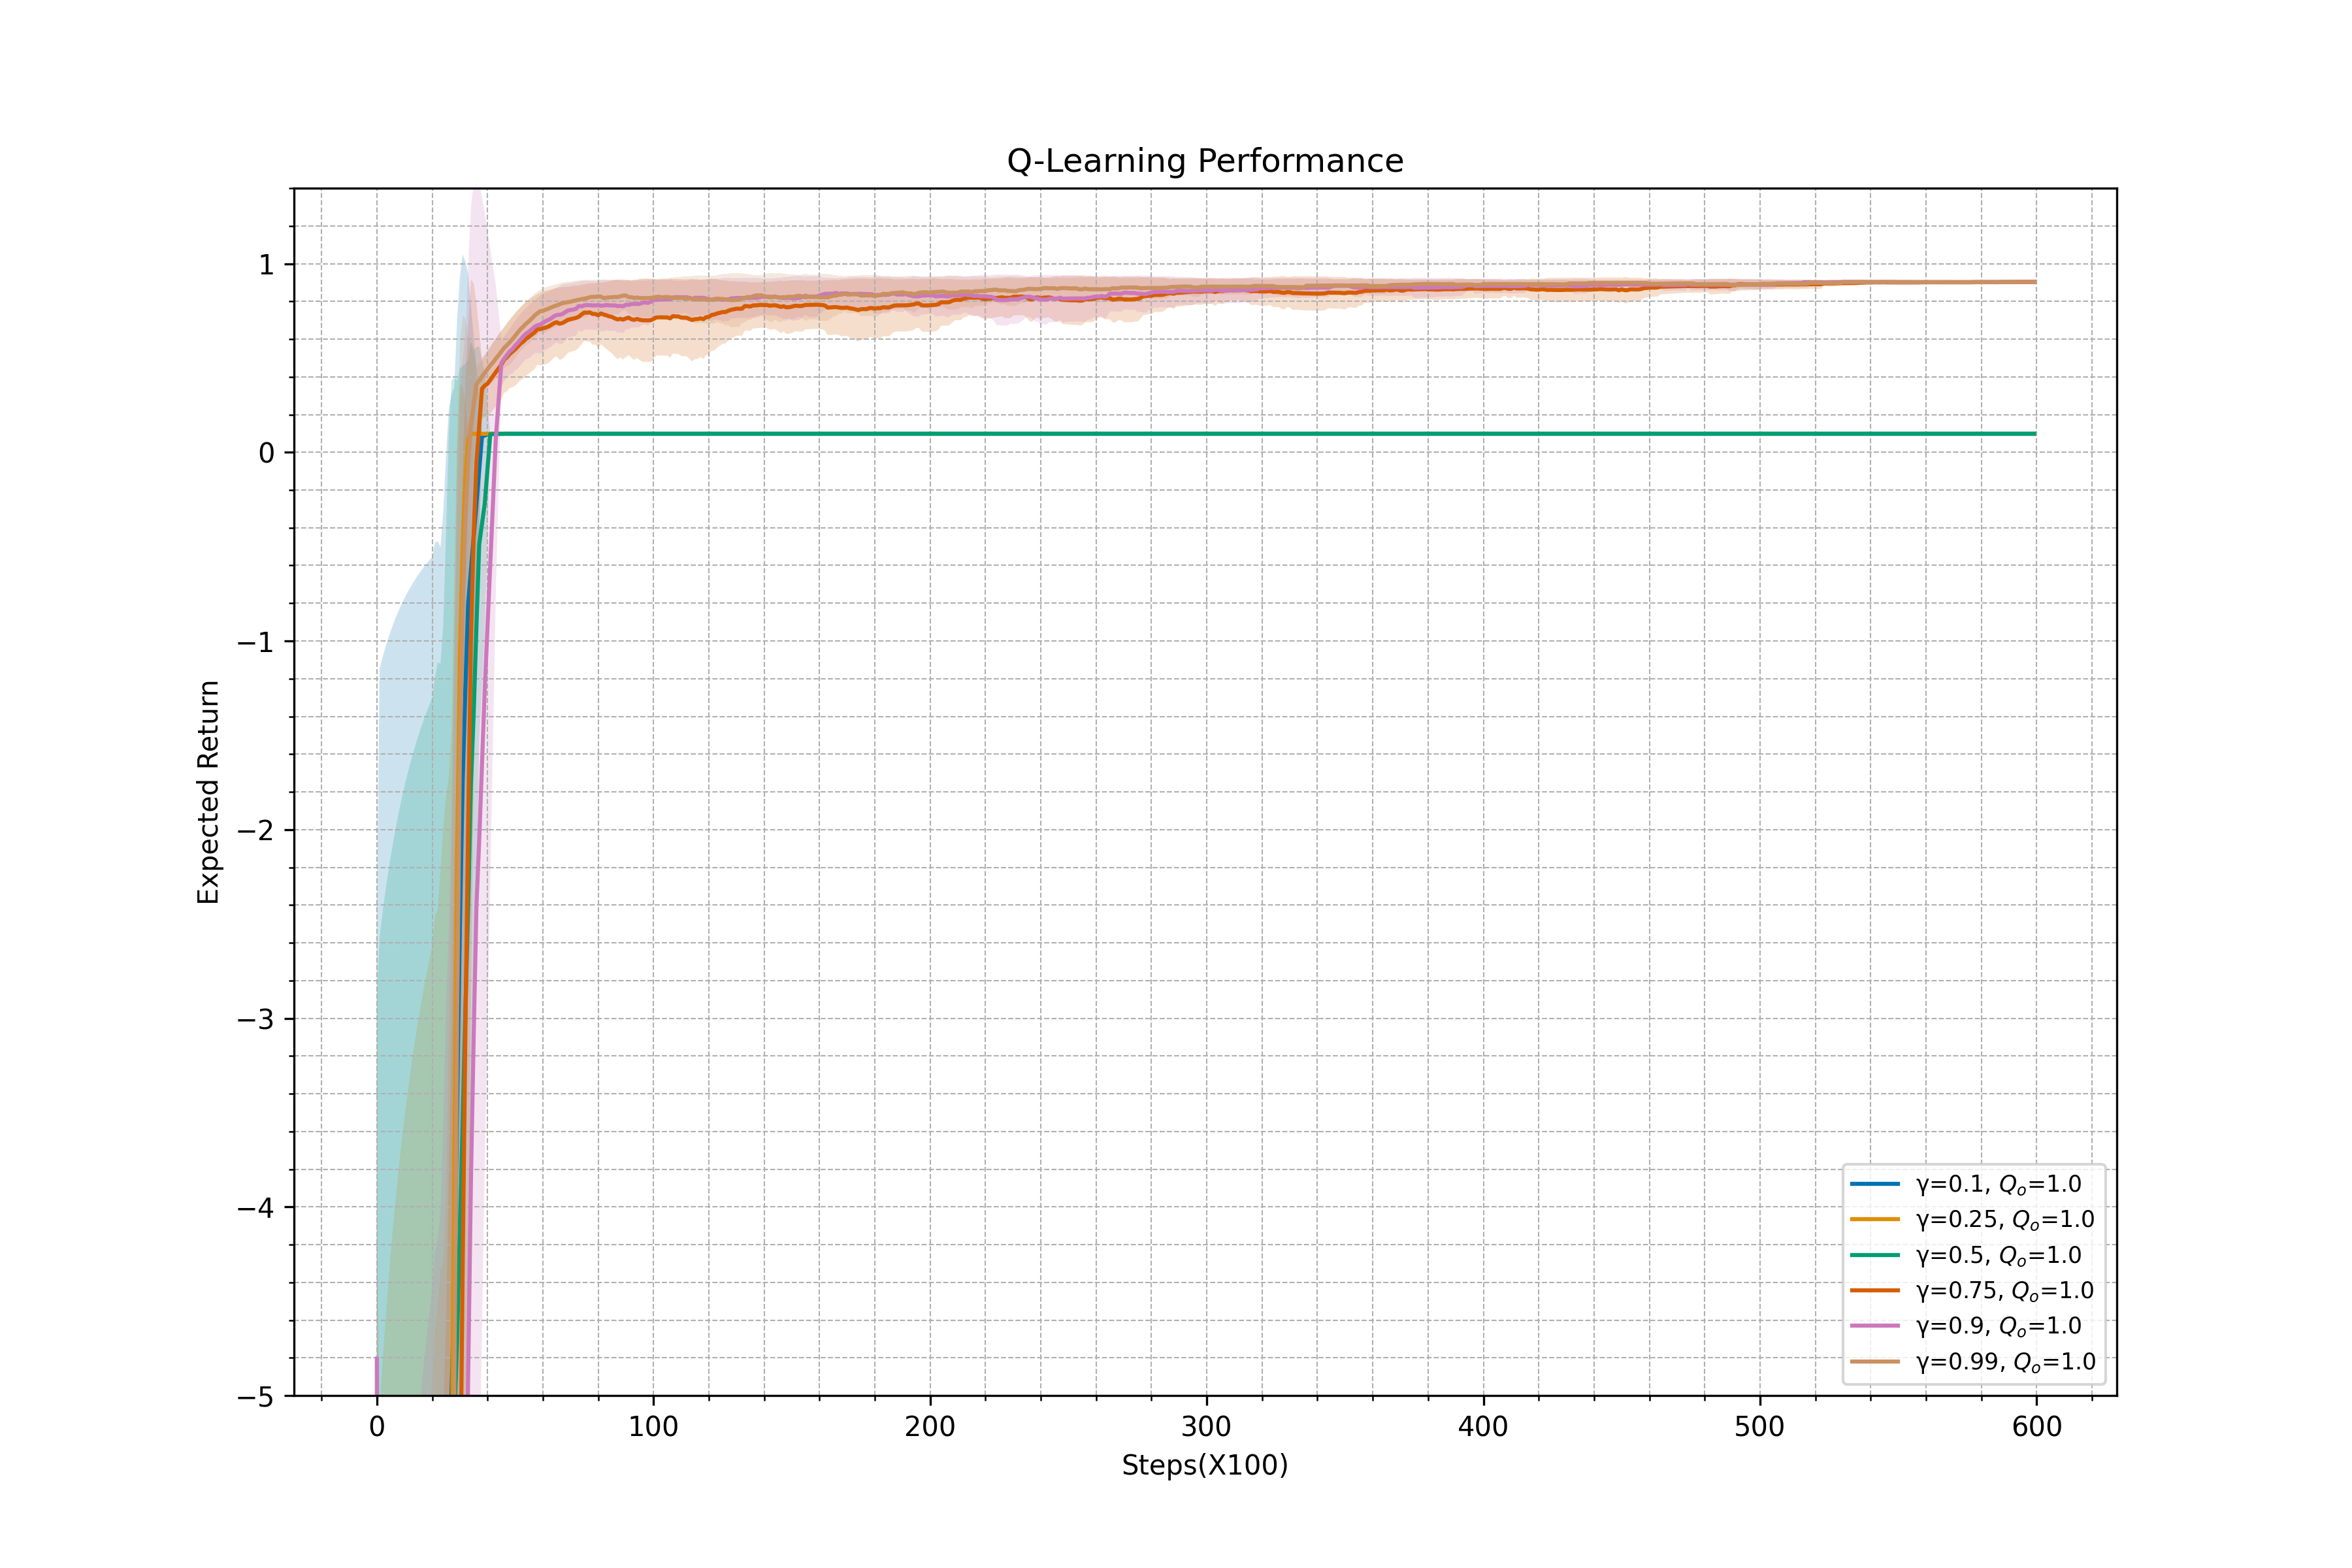 Q-Learning Performance
Expected Return
1
0
−1
−2
−3
−4
−5
0 100 200 300 400 500 600
Steps(X100)
γ=0.1, Qₒ=1.0
γ=0.25, Qₒ=1.0
γ=0.5, Qₒ=1.0
γ=0.75, Qₒ=1.0
γ=0.9, Qₒ=1.0
γ=0.99, Qₒ=1.0